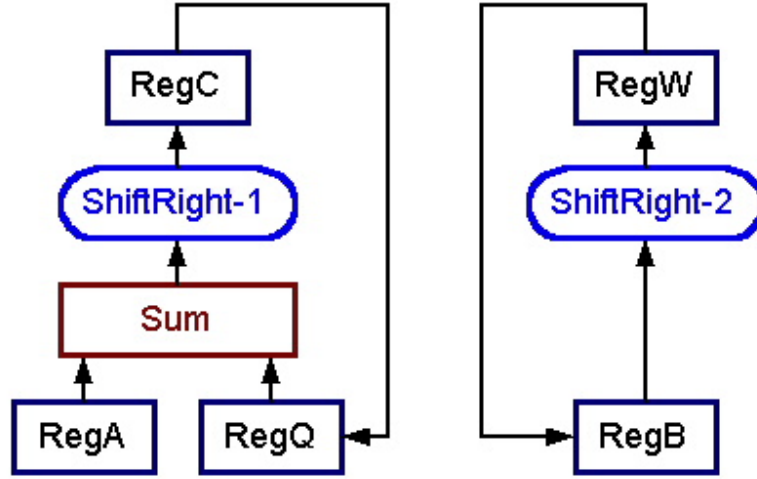 RegC
RegW
ShiftRight-1
ShiftRight-2
Sum
RegA
RegQ
RegB